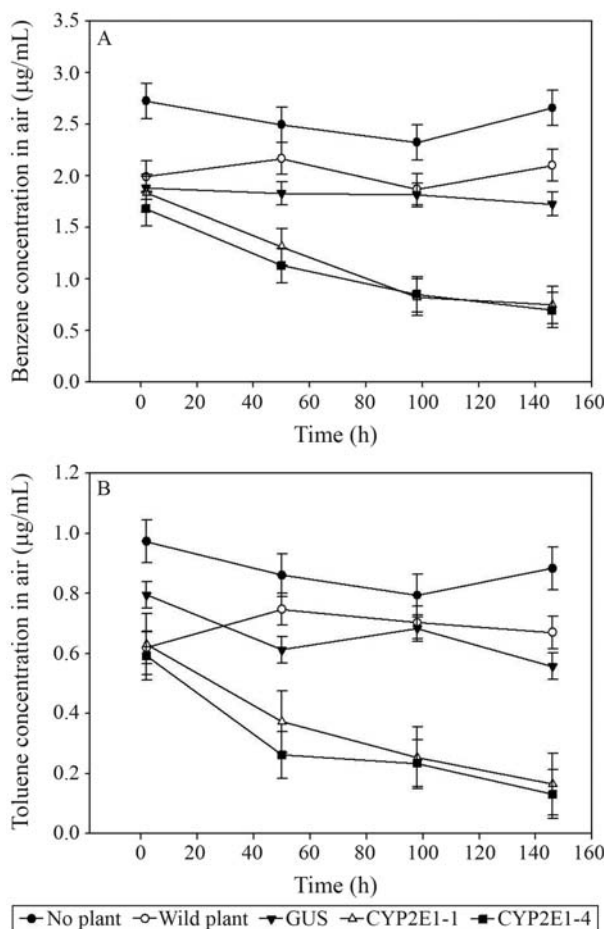 A
Benzene concentration in air (µg/mL)
3.5
3.0
2.5
2.0
1.5
1.0
0.5
0.0
0 20 40 60 80 100 120 140 160
Time (h)
B
Toluene concentration in air (µg/mL)
1.2
1.0
0.8
0.6
0.4
0.2
0.0
0 20 40 60 80 100 120 140 160
Time (h)
No plant Wild plant GUS CYP2E1-1 CYP2E1-4